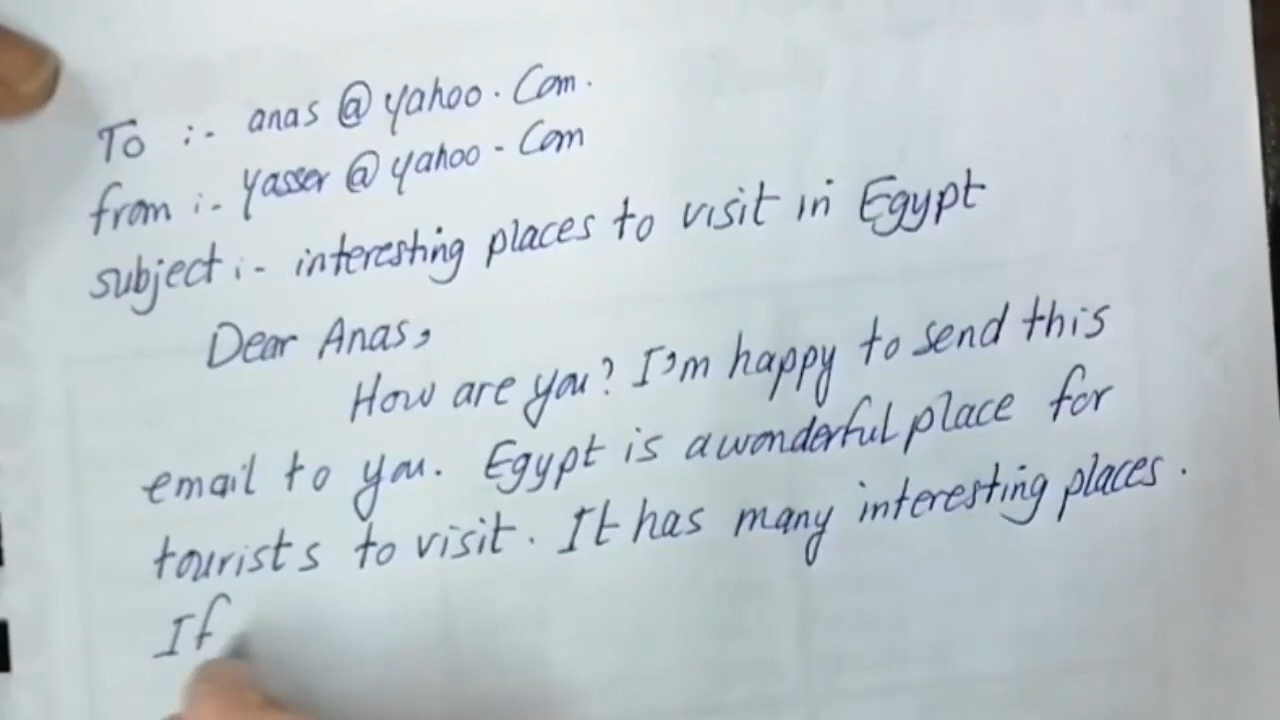 To :- anas @ yahoo . Com .
from :- Yasser @ yahoo - Com
subject :- interesting places to visit in Egypt
Dear Anas,
How are you? I'm happy to send this
email to you. Egypt is a wonderful place for
tourists to visit. It has many interesting places.
If